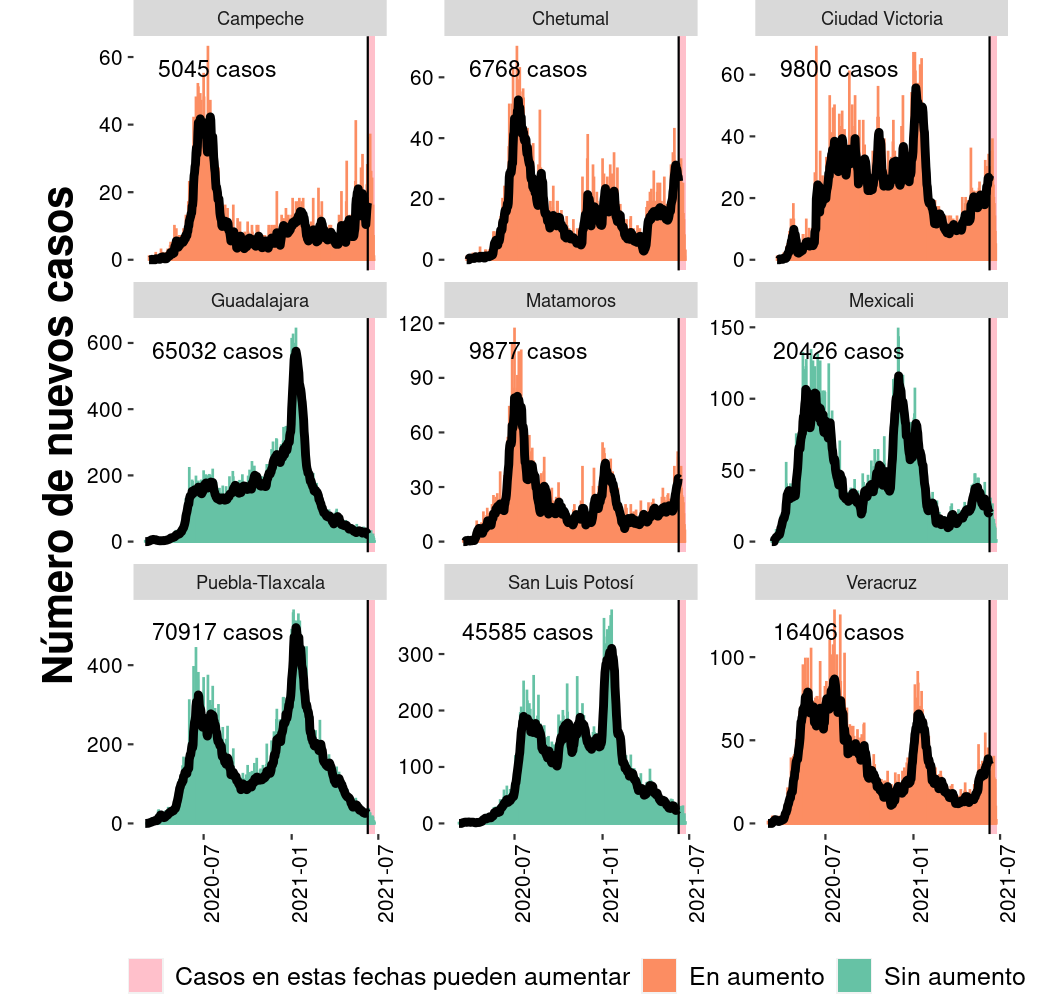 Número de nuevos casos
Campeche
Chetumal
Ciudad Victoria
60
40
20
0
5045 casos
60
40
20
0
6768 casos
60
40
20
0
9800 casos
Guadalajara
Matamoros
Mexicali
600
400
200
0
65032 casos
120
90
60
30
0
9877 casos
150
100
50
0
20426 casos
Puebla-Tlaxcala
San Luis Potosí
Veracruz
400
200
0
70917 casos
300
200
100
0
45585 casos
100
50
0
16406 casos
2020-07
2021-01
2021-07
2020-07
2021-01
2021-07
2020-07
2021-01
2021-07
Casos en estas fechas pueden aumentar
En aumento
Sin aumento